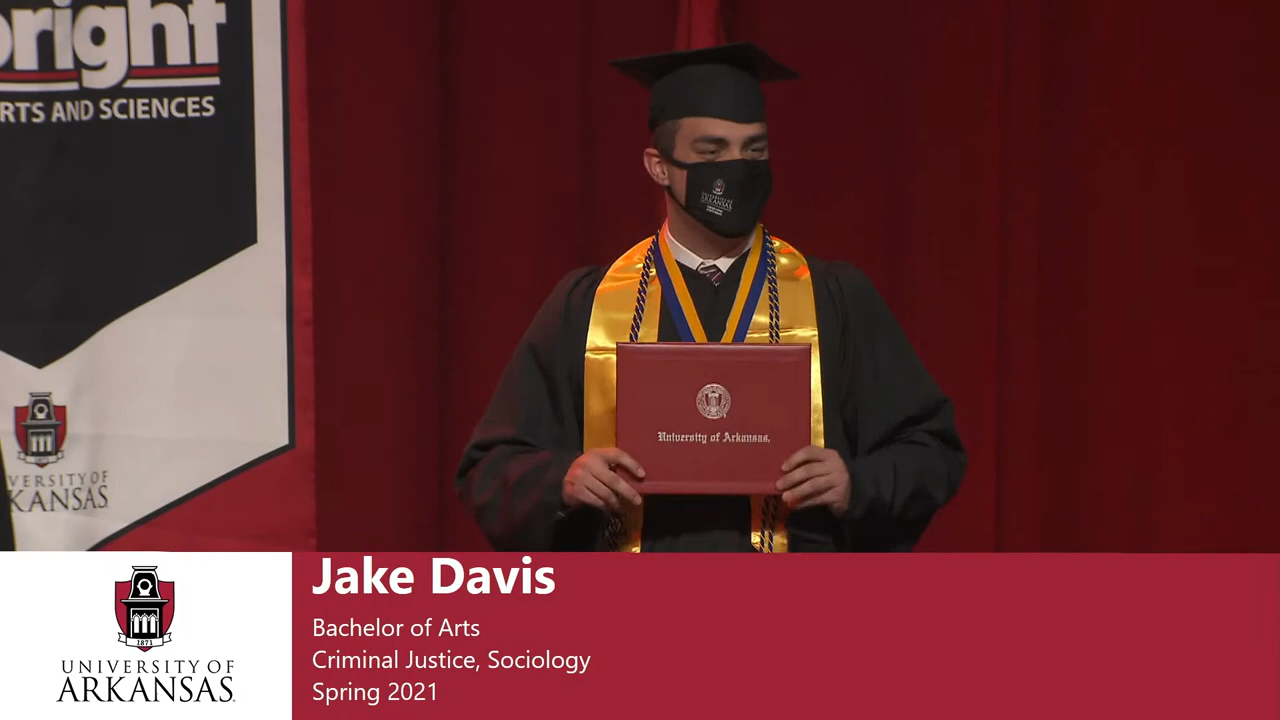 bright
RTS AND SCIENCES
VERSITY OF
KANSAS
ARKANSAS
University of Arkansas.
Jake Davis
Bachelor of Arts
Criminal Justice, Sociology
Spring 2021
1871
UNIVERSITY OF
ARKANSAS